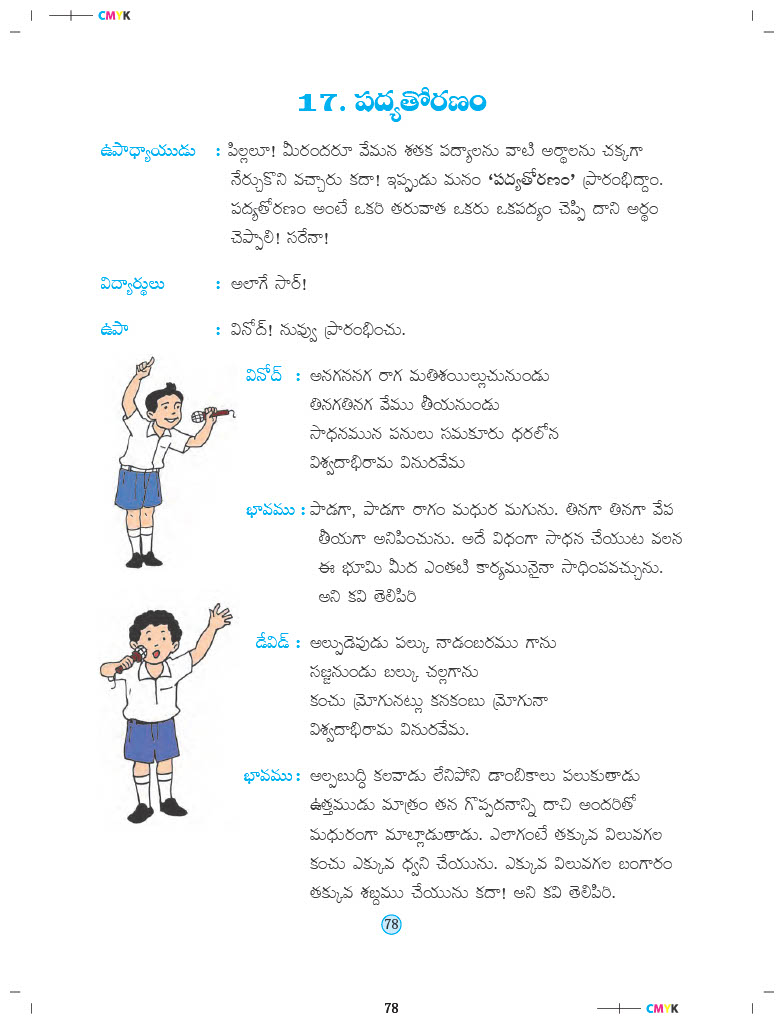 CMYK
17. పద్యతోరణం
ఉపాధ్యాయుడు : పిల్లలూ! మీరందరూ వేమన శతక పద్యాలను వాటి అర్థాలను చక్కగా
నేర్చుకొని వచ్చారు కదా! ఇప్పుడు మనం 'పద్యతోరణం' ప్రారంభిద్దాం.
పద్యతోరణం అంటే ఒకరి తరువాత ఒకరు ఒకపద్యం చెప్పి దాని అర్థం
చెప్పాలి! సరేనా!
విద్యార్థులు : అలాగే సార్!
ఉపా : వినోద్! నువ్వు ప్రారంభించు.
వినోద్ : అనగననగ రాగ మతిశయిల్లుచునుండు
తినగతినగ వేము తీయనుండు
సాధనమున పనులు సమకూరు ధరలోన
విశ్వదాభిరామ వినురవేమ
భావము : పాడగా, పాడగా రాగం మధుర మగును. తినగా తినగా వేప
తీయగా అనిపించును. అదే విధంగా సాధన చేయుట వలన
ఈ భూమి మీద ఎంతటి కార్యమునైనా సాధింపవచ్చును.
అని కవి తెలిపిరి
డేవిడ్ : అల్పుడెపుడు పల్కు నాడంబరము గాను
సజ్జనుండు బల్కు చల్లగాను
కంచు మ్రోగునట్లు కనకంబు మ్రోగునా
విశ్వదాభిరామ వినురవేమ.
భావము : అల్పబుద్ధి కలవాడు లేనిపోని డాంబికాలు పలుకుతాడు
ఉత్తముడు మాత్రం తన గొప్పదనాన్ని దాచి అందరితో
మధురంగా మాట్లాడుతాడు. ఎలాగంటే తక్కువ విలువగల
కంచు ఎక్కువ ధ్వని చేయును. ఎక్కువ విలువగల బంగారం
తక్కువ శబ్దము చేయును కదా! అని కవి తెలిపిరి.
78
78
CMYK